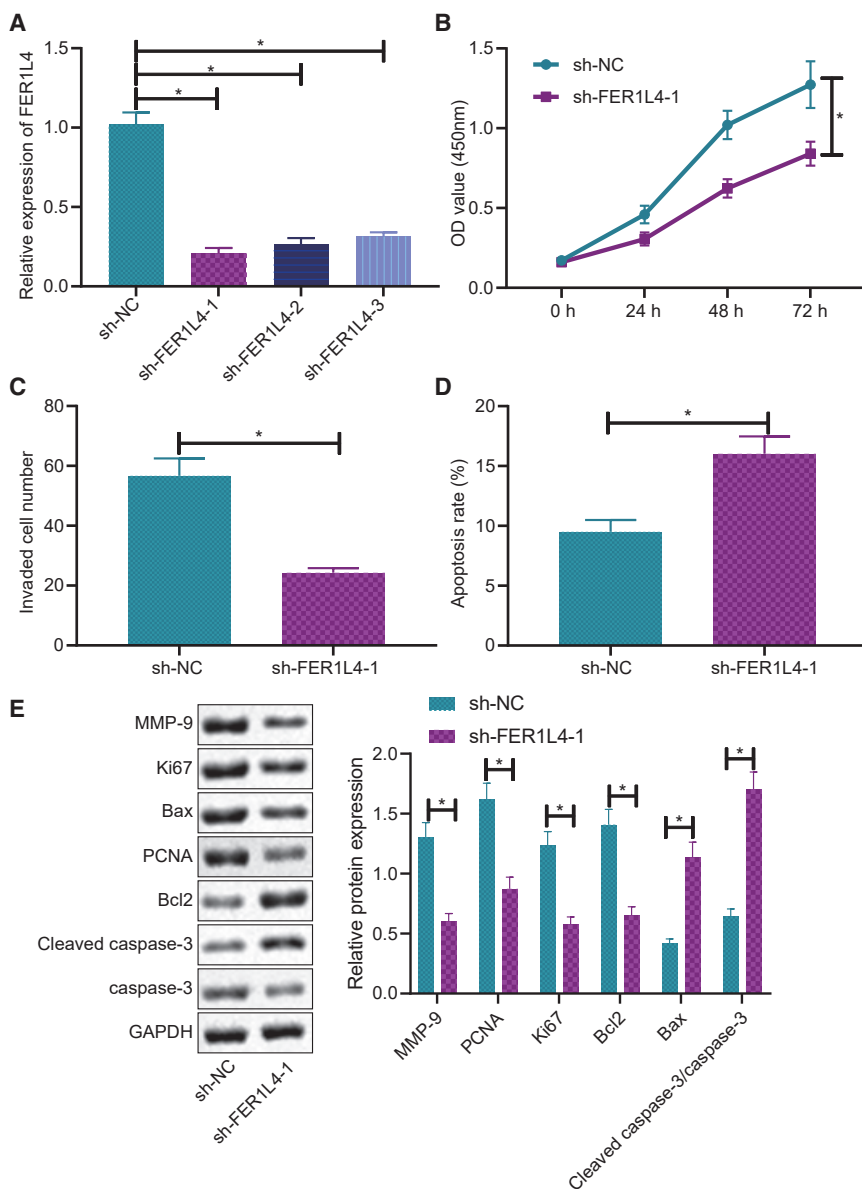 A
Relative expression of FER1L4
1.5
1.0
0.5
0.0
*
*
*
sh-NC
sh-FER1L4-1
sh-FER1L4-2
sh-FER1L4-3
B
OD value (450nm)
1.5
1.0
0.5
0.0
sh-NC
sh-FER1L4-1
*
0 h 24 h 48 h 72 h
C
Invaded cell number
80
60
40
20
0
*
sh-NC sh-FER1L4-1
D
Apoptosis rate (%)
20
15
10
5
0
*
sh-NC sh-FER1L4-1
E
MMP-9
Ki67
Bax
PCNA
Bcl2
Cleaved caspase-3
caspase-3
GAPDH
sh-NC
sh-FER1L4-1
sh-NC
sh-FER1L4-1
Relative protein expression
2.0
1.5
1.0
0.5
0.0
*
*
*
*
*
*
MMP-9
PCNA
Ki67
Bcl2
Bax
Cleaved caspase-3/caspase-3